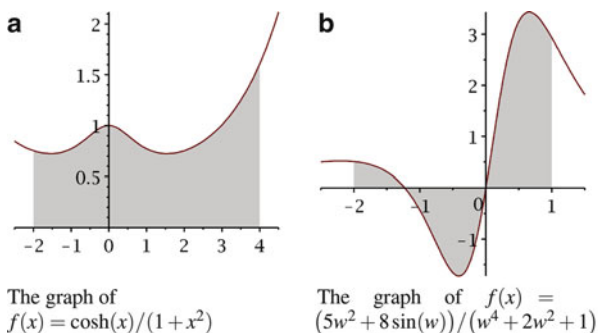 a
2
1.5
1
0.5
-2 -1 0 1 2 3 4
The graph of
f(x) = cosh(x)/(1+x²)
b
3
2
1
-2 -1 0 1
-1
The graph of f(x) =
(5w² + 8 sin(w))/(w⁴ + 2w² + 1)